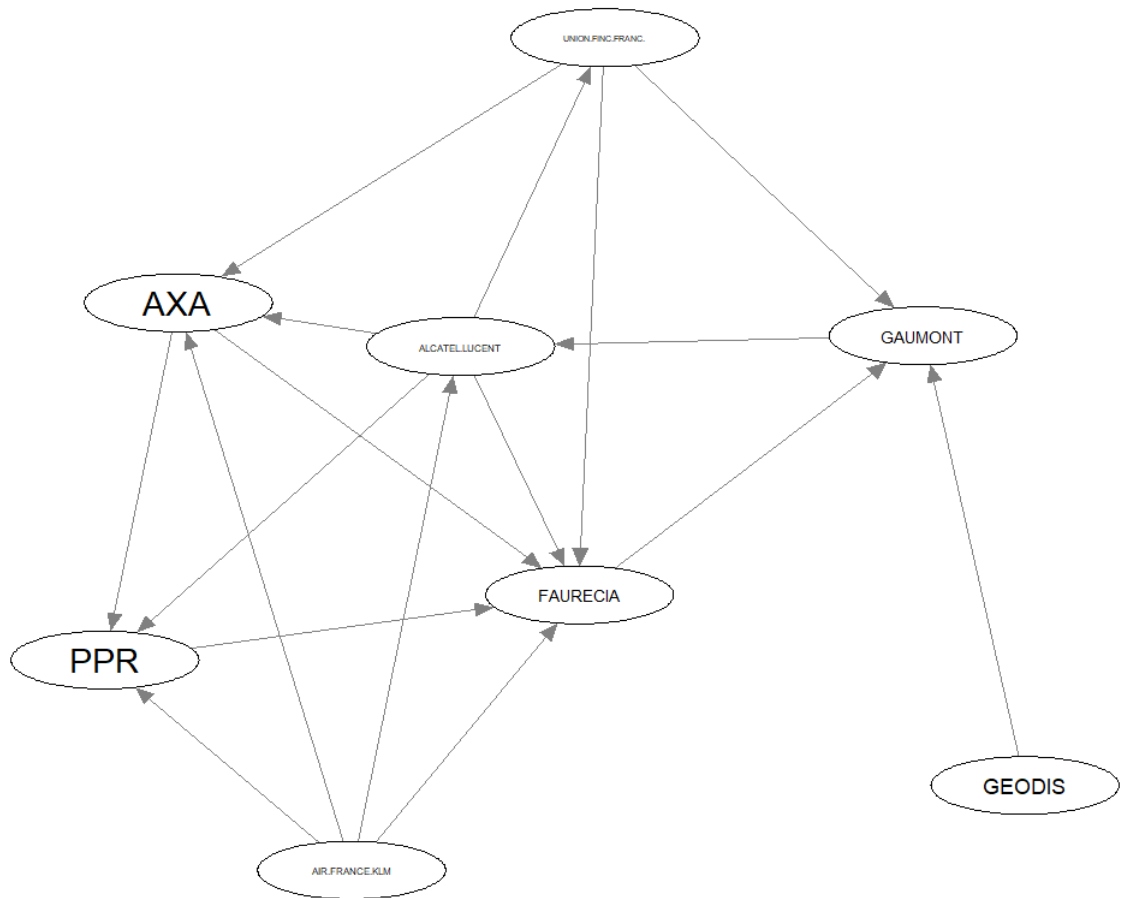 UNION.FINC.FRANC.
AXA
ALCATEL.LUCENT
GAUMONT
FAURECIA
PPR
GEODIS
AIR.FRANCE.KLM